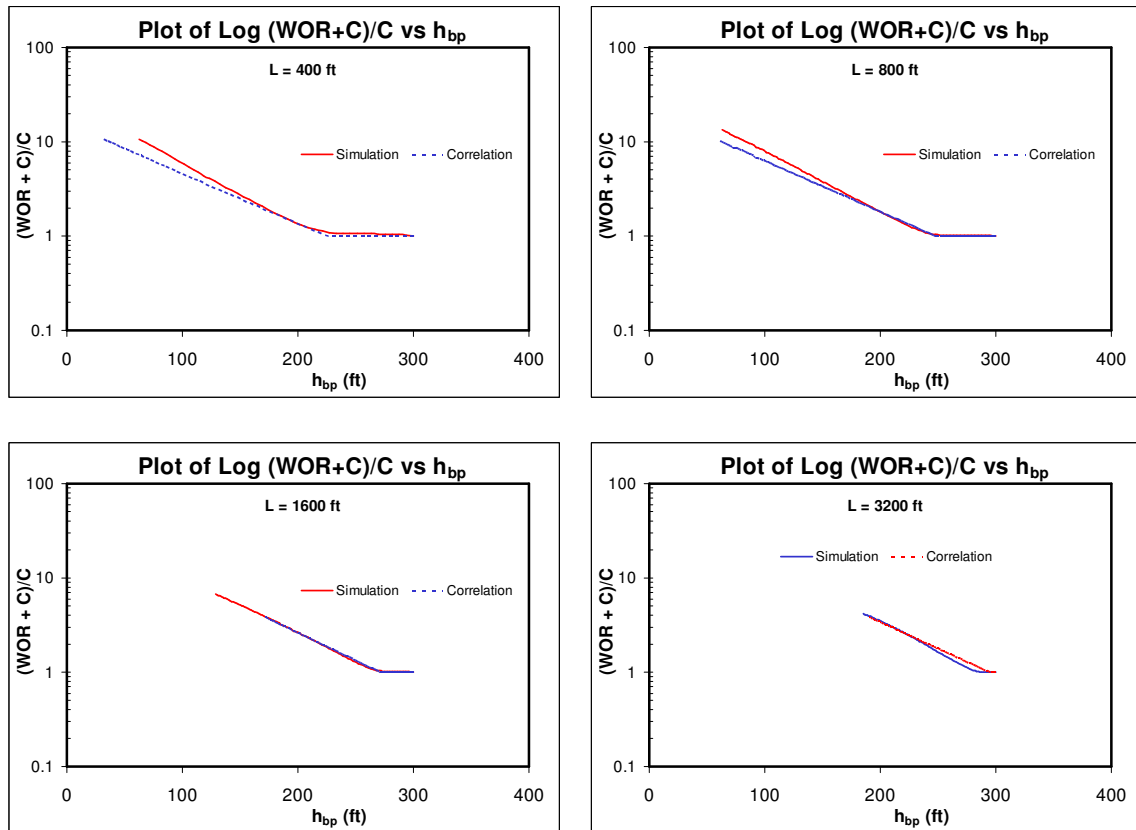 Plot of Log (WOR+C)/C vs hbp
L = 400 ft
100
10
1
0.1
(WOR + C)/C
Simulation Correlation
0 100 200 300 400
hbp (ft)
Plot of Log (WOR+C)/C vs hbp
L = 800 ft
100
10
1
0.1
(WOR + C)/C
Simulation Correlation
0 100 200 300 400
hbp (ft)
Plot of Log (WOR+C)/C vs hbp
L = 1600 ft
100
10
1
0.1
(WOR + C)/C
Simulation Correlation
0 100 200 300 400
hbp (ft)
Plot of Log (WOR+C)/C vs hbp
L = 3200 ft
100
10
1
0.1
(WOR + C)/C
Simulation Correlation
0 100 200 300 400
hbp (ft)